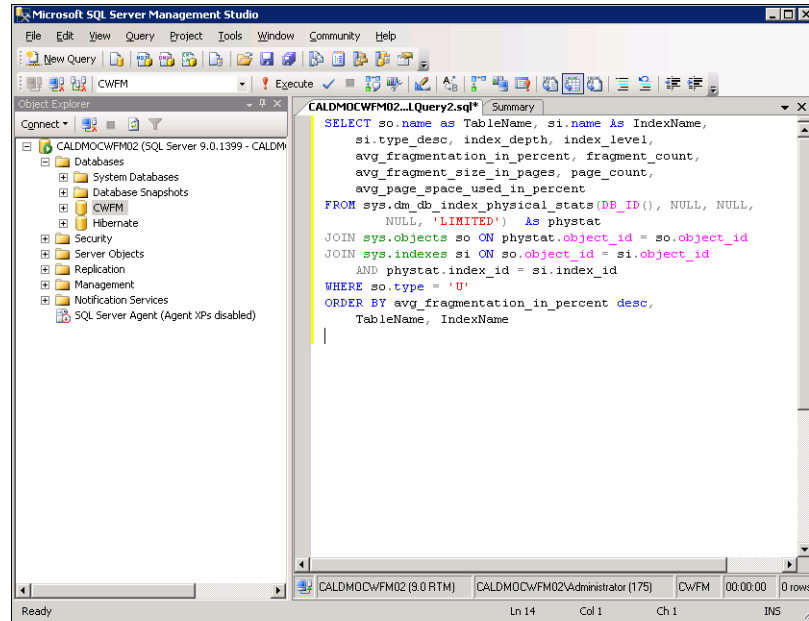 Microsoft SQL Server Management Studio
File Edit View Query Project Tools Window Community Help
New Query
CWFM
Execute
Object Explorer
CALDMOCWFM02...LQuery2.sql* Summary
Connect
CALDMOCWFM02 (SQL Server 9.0.1399 - CALDM
Databases
System Databases
Database Snapshots
CWFM
Hibernate
Security
Server Objects
Replication
Management
Notification Services
SQL Server Agent (Agent XPs disabled)
SELECT so.name as TableName, si.name As IndexName,
si.type_desc, index_depth, index_level,
avg_fragmentation_in_percent, fragment_count,
avg_fragment_size_in_pages, page_count,
avg_page_space_used_in_percent
FROM sys.dm_db_index_physical_stats(DB_ID(), NULL, NULL,
NULL, 'LIMITED') As phystat
JOIN sys.objects so ON phystat.object_id = so.object_id
JOIN sys.indexes si ON so.object_id = si.object_id
AND phystat.index_id = si.index_id
WHERE so.type = 'U'
ORDER BY avg_fragmentation_in_percent desc,
TableName, IndexName
CALDMOCWFM02 (9.0 RTM) CALDMOCWFM02\Administrator (175) CWFM 00:00:00 0 rows
Ready Ln 14 Col 1 Ch 1 INS